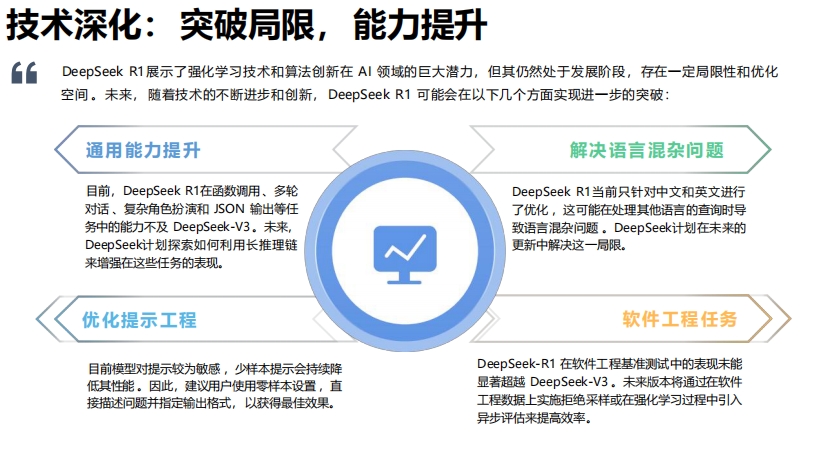 技术深化：突破局限，能力提升
DeepSeek R1展示了强化学习技术和算法创新在 AI 领域的巨大潜力，但其仍然处于发展阶段，存在一定局限性和优化
空间。未来，随着技术的不断进步和创新，DeepSeek R1 可能会在以下几个方面实现进一步的突破：
通用能力提升
目前，DeepSeek R1在函数调用、多轮
对话、复杂角色扮演和 JSON 输出等任
务中的能力不及 DeepSeek-V3。未来，
DeepSeek计划探索如何利用长推理链
来增强在这些任务的表现。
解决语言混杂问题
DeepSeek R1当前只针对中文和英文进行
了优化，这可能在处理其他语言的查询时导
致语言混杂问题。DeepSeek计划在未来的
更新中解决这一局限。
优化提示工程
目前模型对提示较为敏感，少样本提示会持续降
低其性能。因此，建议用户使用零样本设置，直
接描述问题并指定输出格式，以获得最佳效果。
软件工程任务
DeepSeek-R1 在软件工程基准测试中的表现未能
显著超越 DeepSeek-V3。未来版本将通过在软件
工程数据上实施拒绝采样或在强化学习过程中引入
异步评估来提高效率。